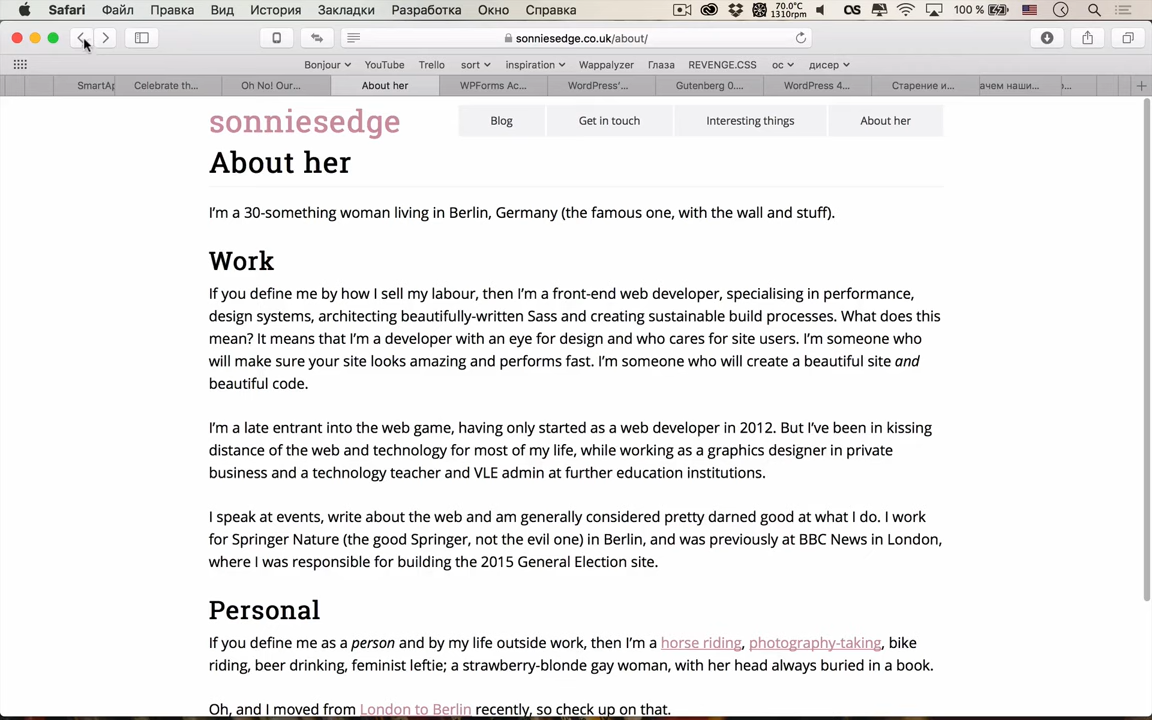 Safari Файл Правка Вид История Закладки Разработка Окно Справка 70.0°C 1310rpm 100 %
sonniesedge.co.uk/about/
Bonjour YouTube Trello sort inspiration Wappalyzer Глаза REVENGE.CSS ос дисер
SmartAp Celebrate th... Oh No! Our... About her WPForms Ac... WordPress'... Gutenberg 0.... WordPress 4... Старение и... ачем наши...
sonniesedge Blog Get in touch Interesting things About her
About her
I'm a 30-something woman living in Berlin, Germany (the famous one, with the wall and stuff).
Work
If you define me by how I sell my labour, then I'm a front-end web developer, specialising in performance,
design systems, architecting beautifully-written Sass and creating sustainable build processes. What does this
mean? It means that I'm a developer with an eye for design and who cares for site users. I'm someone who
will make sure your site looks amazing and performs fast. I'm someone who will create a beautiful site and
beautiful code.
I'm a late entrant into the web game, having only started as a web developer in 2012. But I've been in kissing
distance of the web and technology for most of my life, while working as a graphics designer in private
business and a technology teacher and VLE admin at further education institutions.
I speak at events, write about the web and am generally considered pretty darned good at what I do. I work
for Springer Nature (the good Springer, not the evil one) in Berlin, and was previously at BBC News in London,
where I was responsible for building the 2015 General Election site.
Personal
If you define me as a person and by my life outside work, then I'm a horse riding, photography-taking, bike
riding, beer drinking, feminist leftie; a strawberry-blonde gay woman, with her head always buried in a book.
Oh, and I moved from London to Berlin recently, so check up on that.